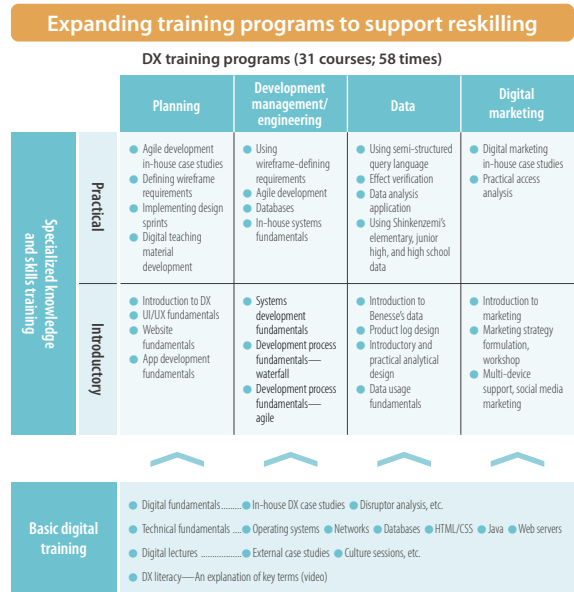 Expanding training programs to support reskilling
DX training programs (31 courses; 58 times)
Planning
Development
management/
engineering
Data
Digital
marketing
Specialized knowledge
and skills training
Practical
● Agile development
in-house case studies
● Defining wireframe
requirements
● Implementing design
sprints
● Digital teaching
material
development
● Using
wireframe-defining
requirements
● Agile development
● Databases
● In-house systems
fundamentals
● Using semi-structured
query language
● Effect verification
● Data analysis
application
● Using Shinkenzemi's
elementary, junior
high, and high school
data
● Digital marketing
in-house case studies
● Practical access
analysis
Introductory
● Introduction to DX
● UI/UX fundamentals
● Website
fundamentals
● App development
fundamentals
● Systems
development
fundamentals
● Development process
fundamentals—
waterfall
● Development process
fundamentals—
agile
● Introduction to
Benesse's data
● Product log design
● Introductory and
practical analytical
design
● Data usage
fundamentals
● Introduction to
marketing
● Marketing strategy
formulation,
workshop
● Multi-device
support, social media
marketing
Basic digital
training
● Digital fundamentals.........● In-house DX case studies ● Disruptor analysis, etc.
● Technical fundamentals ....● Operating systems ● Networks ● Databases ● HTML/CSS ● Java ● Web servers
● Digital lectures ..................● External case studies ● Culture sessions, etc.
● DX literacy—An explanation of key terms (video)